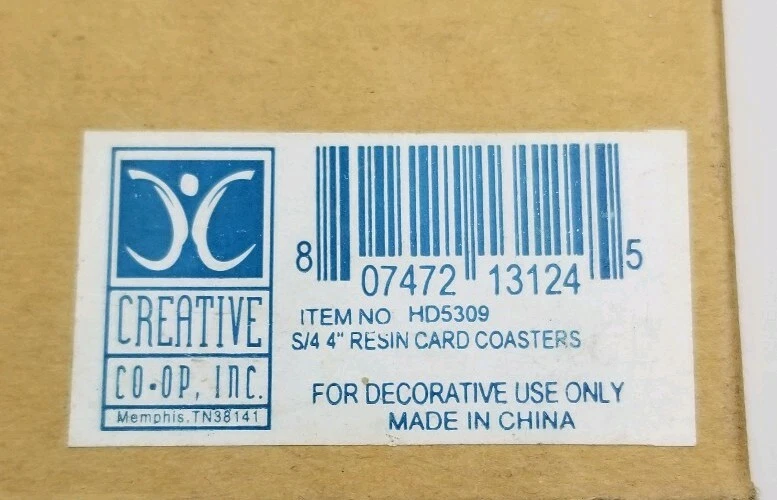 CREATIVE
CO•OP, INC.
Memphis, TN38141
8 07472 13124 5
ITEM NO HD5309
S/4 4" RESIN CARD COASTERS
FOR DECORATIVE USE ONLY
MADE IN CHINA